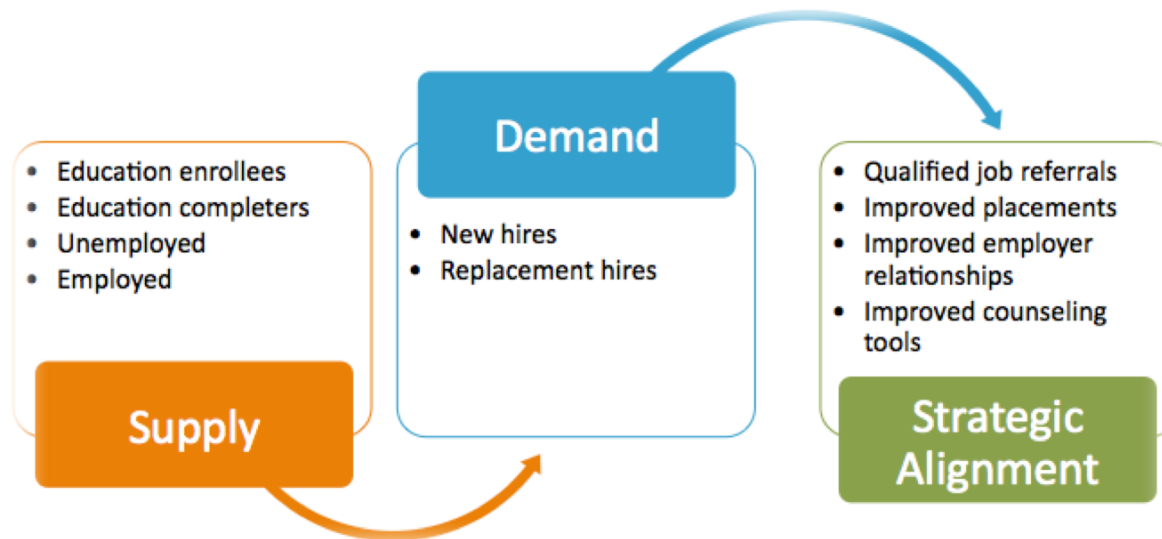 • Education enrollees
• Education completers
• Unemployed
• Employed
Supply
Demand
• New hires
• Replacement hires
• Qualified job referrals
• Improved placements
• Improved employer
relationships
• Improved counseling
tools
Strategic
Alignment